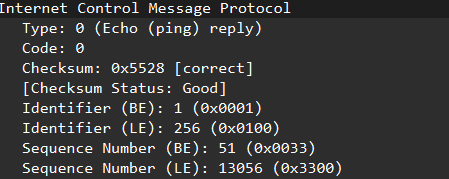 Internet Control Message Protocol
Type: 0 (Echo (ping) reply)
Code: 0
Checksum: 0x5528 [correct]
[Checksum Status: Good]
Identifier (BE): 1 (0x0001)
Identifier (LE): 256 (0x0100)
Sequence Number (BE): 51 (0x0033)
Sequence Number (LE): 13056 (0x3300)